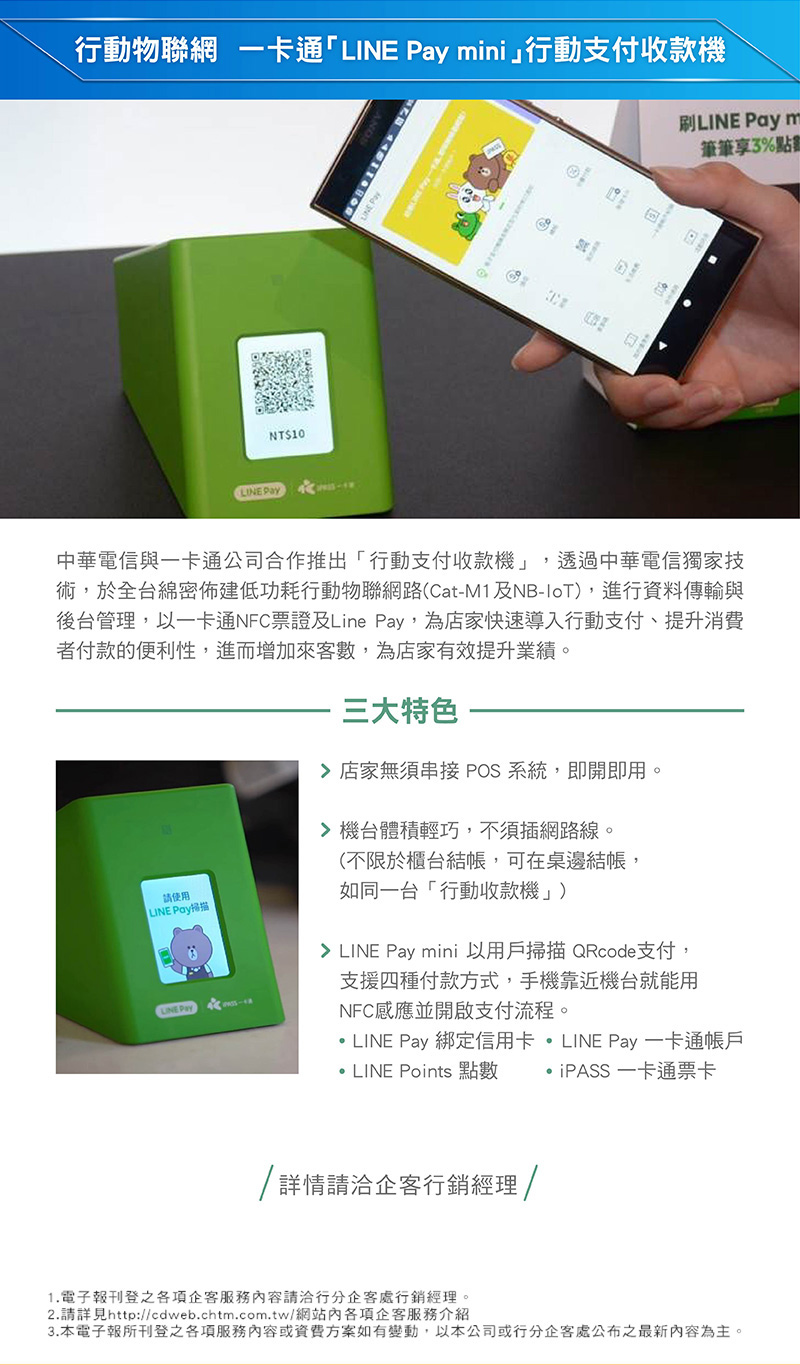 行動物聯網 一卡通「LINE Pay mini」行動支付收款機
刷LINE Pay m
筆筆享3%點
LINE Pay
NT$10
LINE Pay
iPASS 一卡通
中華電信與一卡通公司合作推出「行動支付收款機」，透過中華電信獨家技
術，於全台綿密佈建低功耗行動物聯網路(Cat-M1及NB-IoT)，進行資料傳輸與
後台管理，以一卡通NFC票證及Line Pay，為店家快速導入行動支付、提升消費
者付款的便利性，進而增加來客數，為店家有效提升業績。
三大特色
店家無須串接 POS 系統，即開即用。
機台體積輕巧，不須插網路線。
(不限於櫃台結帳，可在桌邊結帳，
如同一台「行動收款機」)
請使用
LINE Pay掃描
LINE Pay
iPASS 一卡通
LINE Pay mini 以用戶掃描 QRcode支付，
支援四種付款方式，手機靠近機台就能用
NFC感應並開啟支付流程。
• LINE Pay 綁定信用卡 • LINE Pay 一卡通帳戶
• LINE Points 點數 • iPASS 一卡通票卡
詳情請洽企客行銷經理
1.電子報刊登之各項企客服務內容請洽行分企客處行銷經理。
2.請詳見http://cdweb.chtm.com.tw/網站內各項企客服務介紹
3.本電子報所刊登之各項服務內容或資費方案如有變動，以本公司或行分企客處公布之最新內容為主。